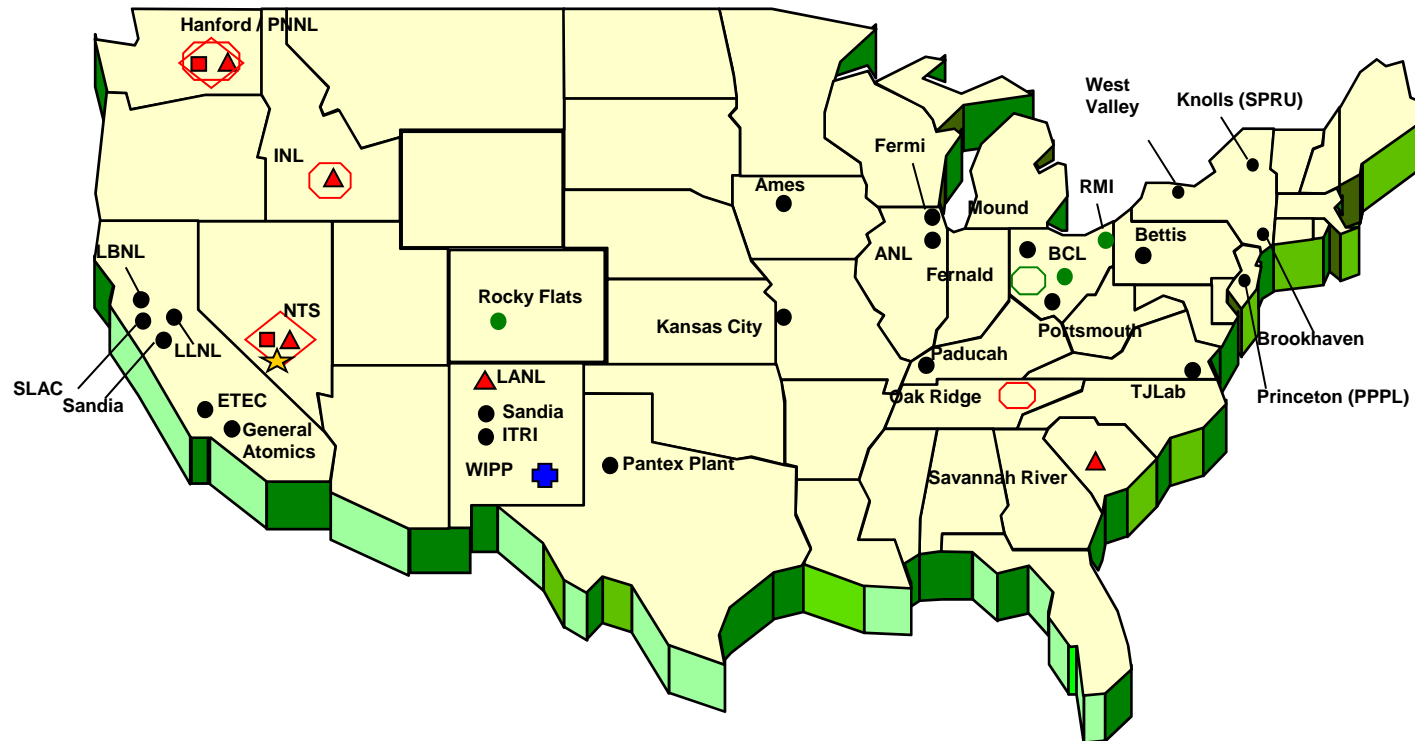 Hanford / PNNL
West
Valley
Knolls (SPRU)
Fermi
INL
Ames
RMI
Mound
Bettis
LBNL
ANL
BCL
Fernald
Rocky Flats
NTS
Kansas City
Portsmouth
Brookhaven
LLNL
Paducah
SLAC
Sandia
LANL
Oak Ridge
TJLab
Princeton (PPPL)
ETEC
Sandia
General
Atomics
ITRI
WIPP
Pantex Plant
Savannah River